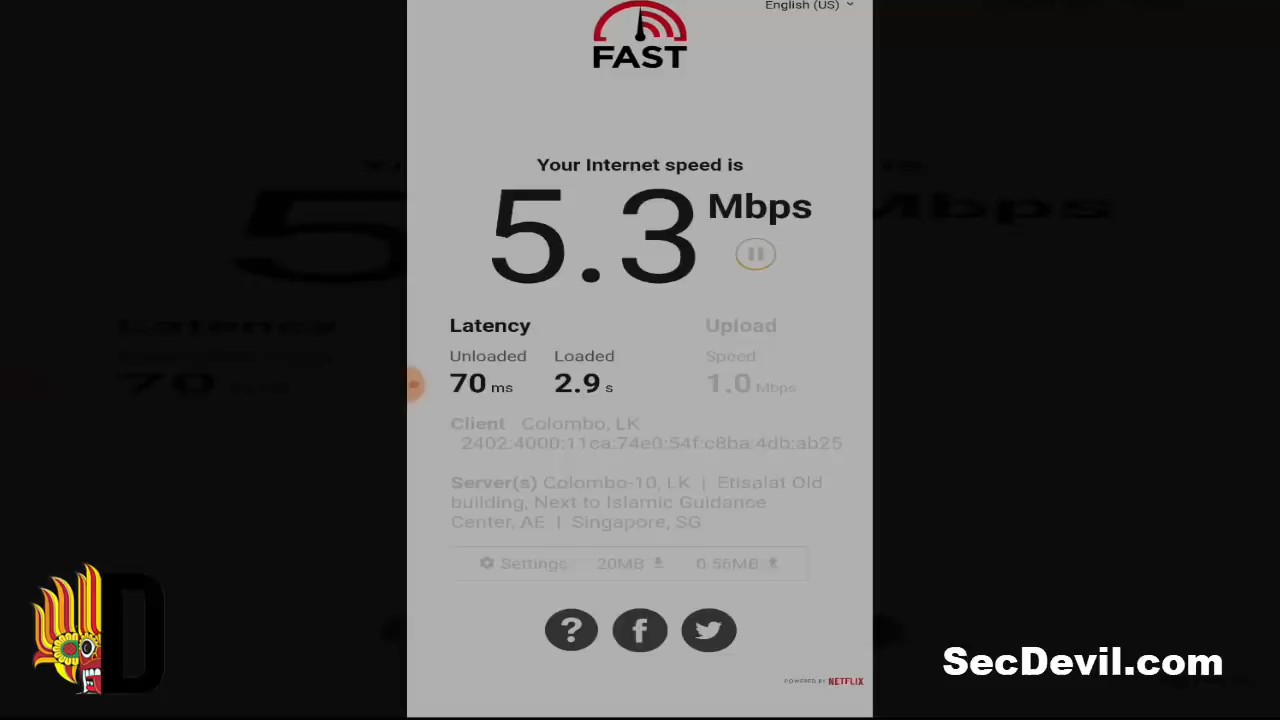 English (US)
FAST
Your Internet speed is
5.3 Mbps
Latency
Upload
Unloaded Loaded Speed
70 ms 2.9 s 1.0 Mbps
Client Colombo, LK
2402:4000:11ca:74e0:54f:c8ba:4db:ab25
Server(s) Colombo-10, LK | Etisalat Old
building, Next to Islamic Guidance
Center, AE | Singapore, SG
Settings 20MB 0.56MB
POWERED BY NETFLIX
D
SecDevil.com